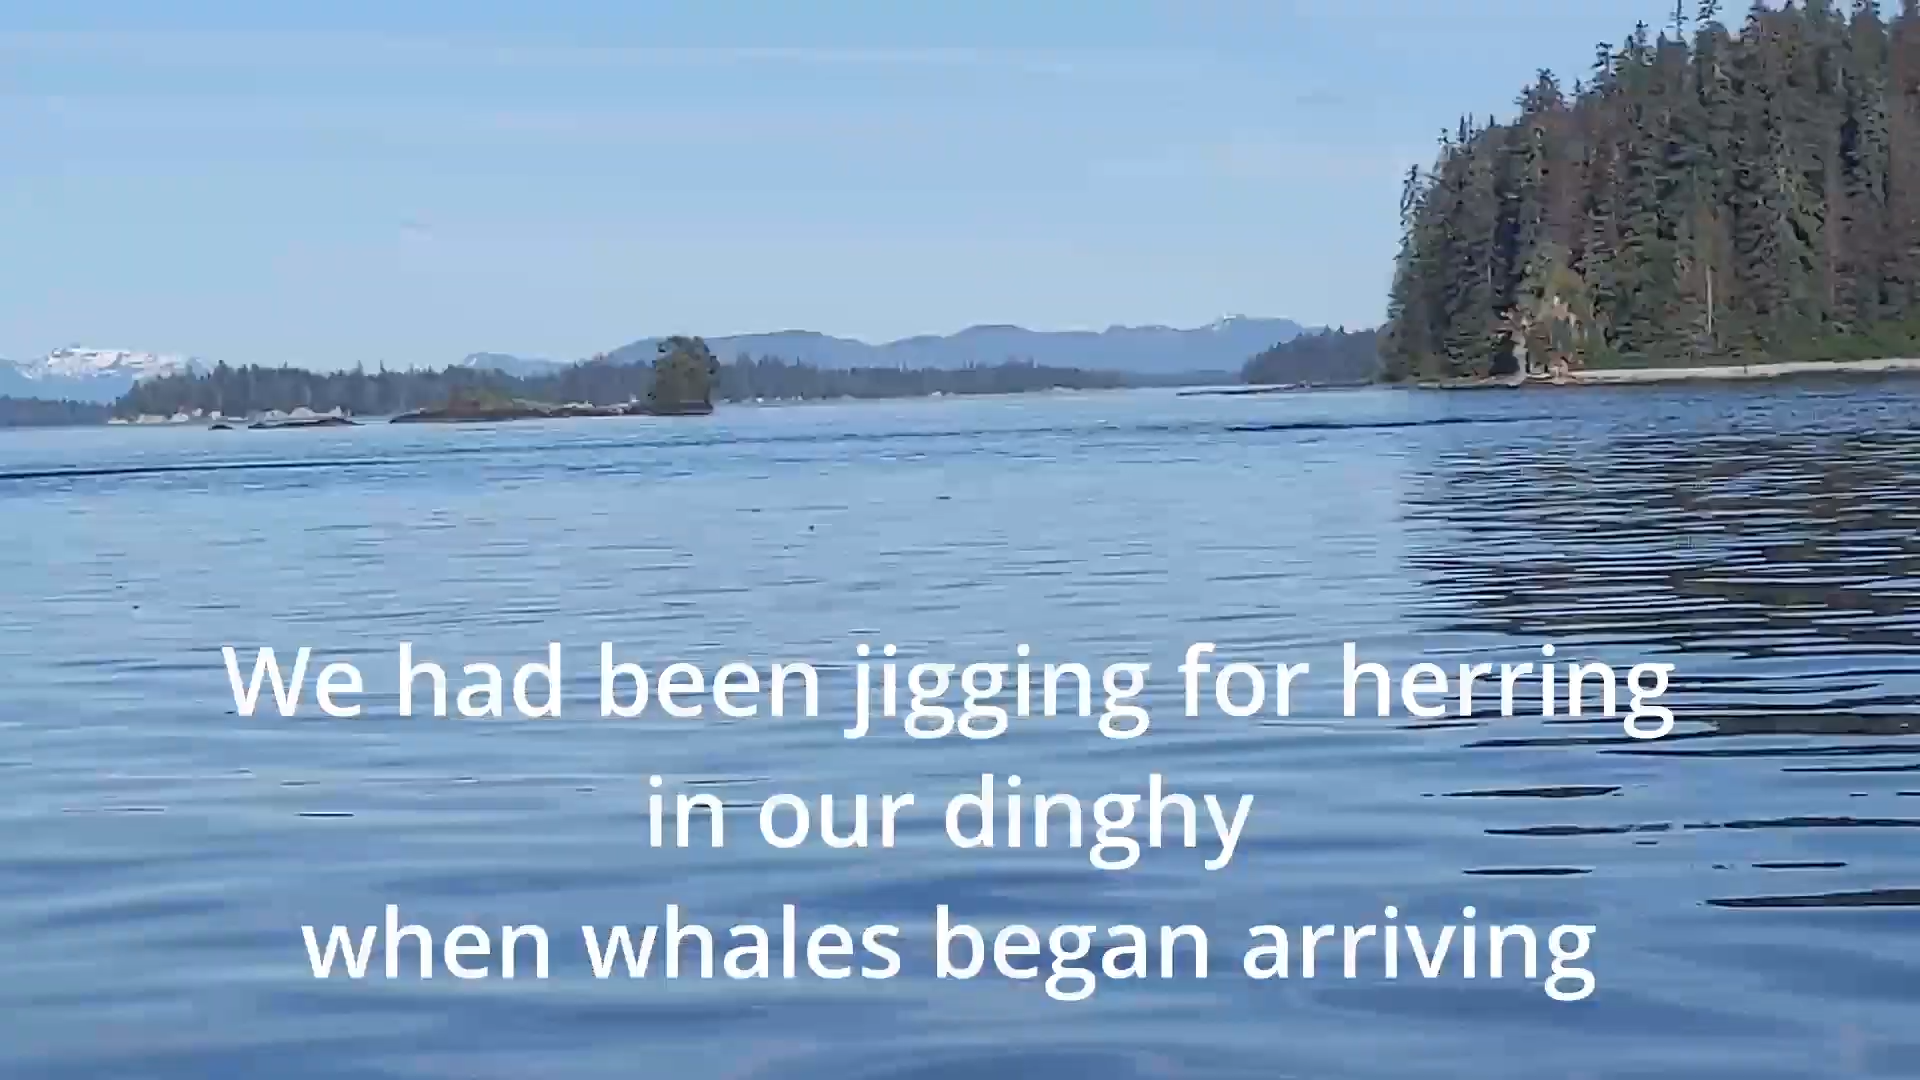 We had been jigging for herring
in our dinghy
when whales began arriving